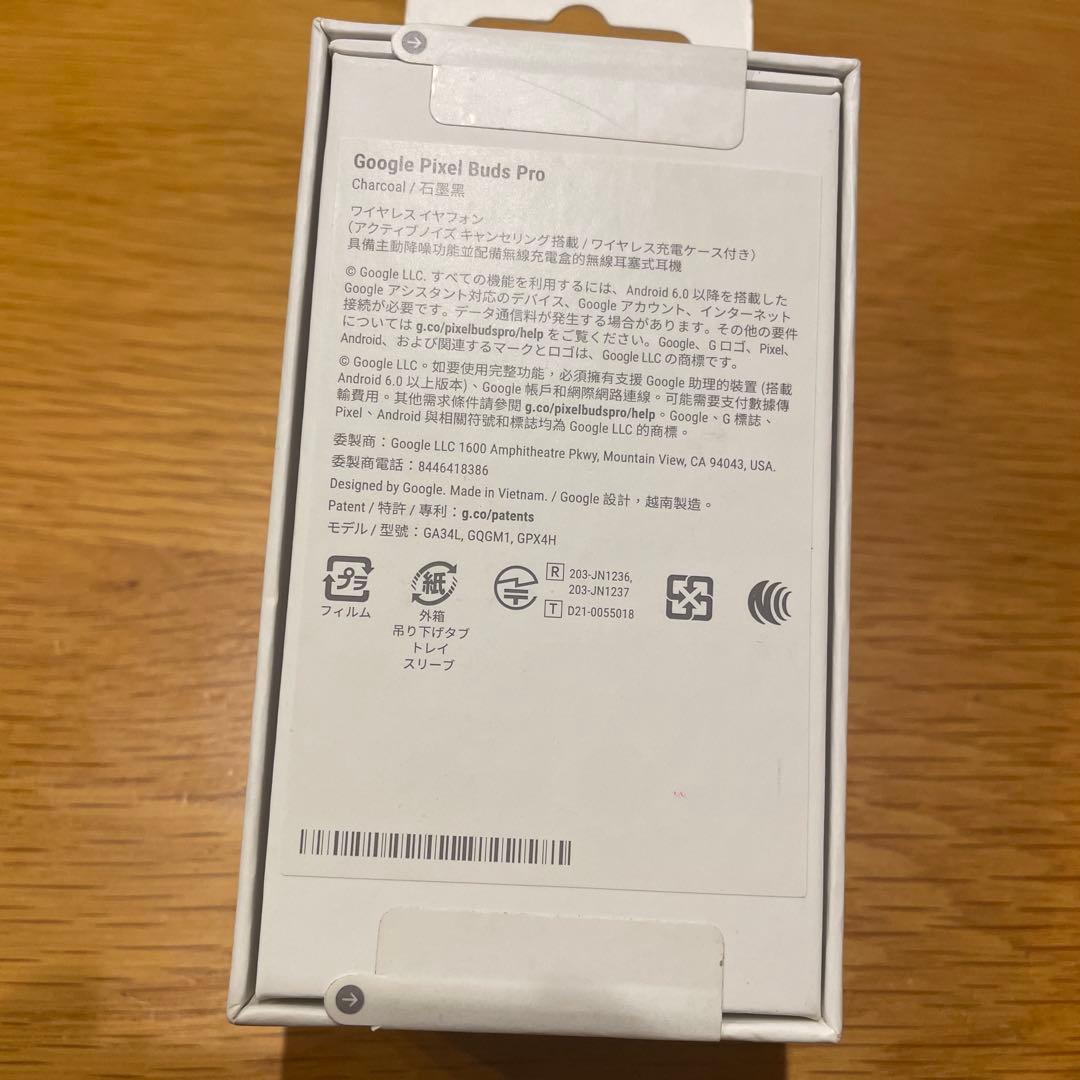 Google Pixel Buds Pro
Charcoal / 石墨黑
ワイヤレス イヤフォン
（アクティブノイズ キャンセリング搭載 / ワイヤレス充電ケース付き）
具備主動降噪功能並配備無線充電盒的無線耳塞式耳機
© Google LLC. すべての機能を利用するには、Android 6.0 以降を搭載した
Google アシスタント対応のデバイス、Google アカウント、インターネット
接続が必要です。データ通信料が発生する場合があります。その他の要件
については g.co/pixelbudspro/help をご覧ください。Google、G ロゴ、Pixel、
Android、および関連するマークとロゴは、Google LLC の商標です。
© Google LLC。如要使用完整功能，必須擁有支援 Google 助理的裝置 (搭載
Android 6.0 以上版本)、Google 帳戶和網際網路連線。可能需要支付數據傳
輸費用。其他需求條件請參閱 g.co/pixelbudspro/help。Google、G 標誌、
Pixel、Android 與相關符號和標誌均為 Google LLC 的商標。
委製商：Google LLC 1600 Amphitheatre Pkwy, Mountain View, CA 94043, USA.
委製商電話：8446418386
Designed by Google. Made in Vietnam. / Google 設計，越南製造。
Patent / 特許 / 專利：g.co/patents
モデル / 型號：GA34L, GQGM1, GPX4H
プラ
フィルム
紙
外箱
吊り下げタブ
トレイ
スリーブ
R 203-JN1236,
203-JN1237
T D21-0055018